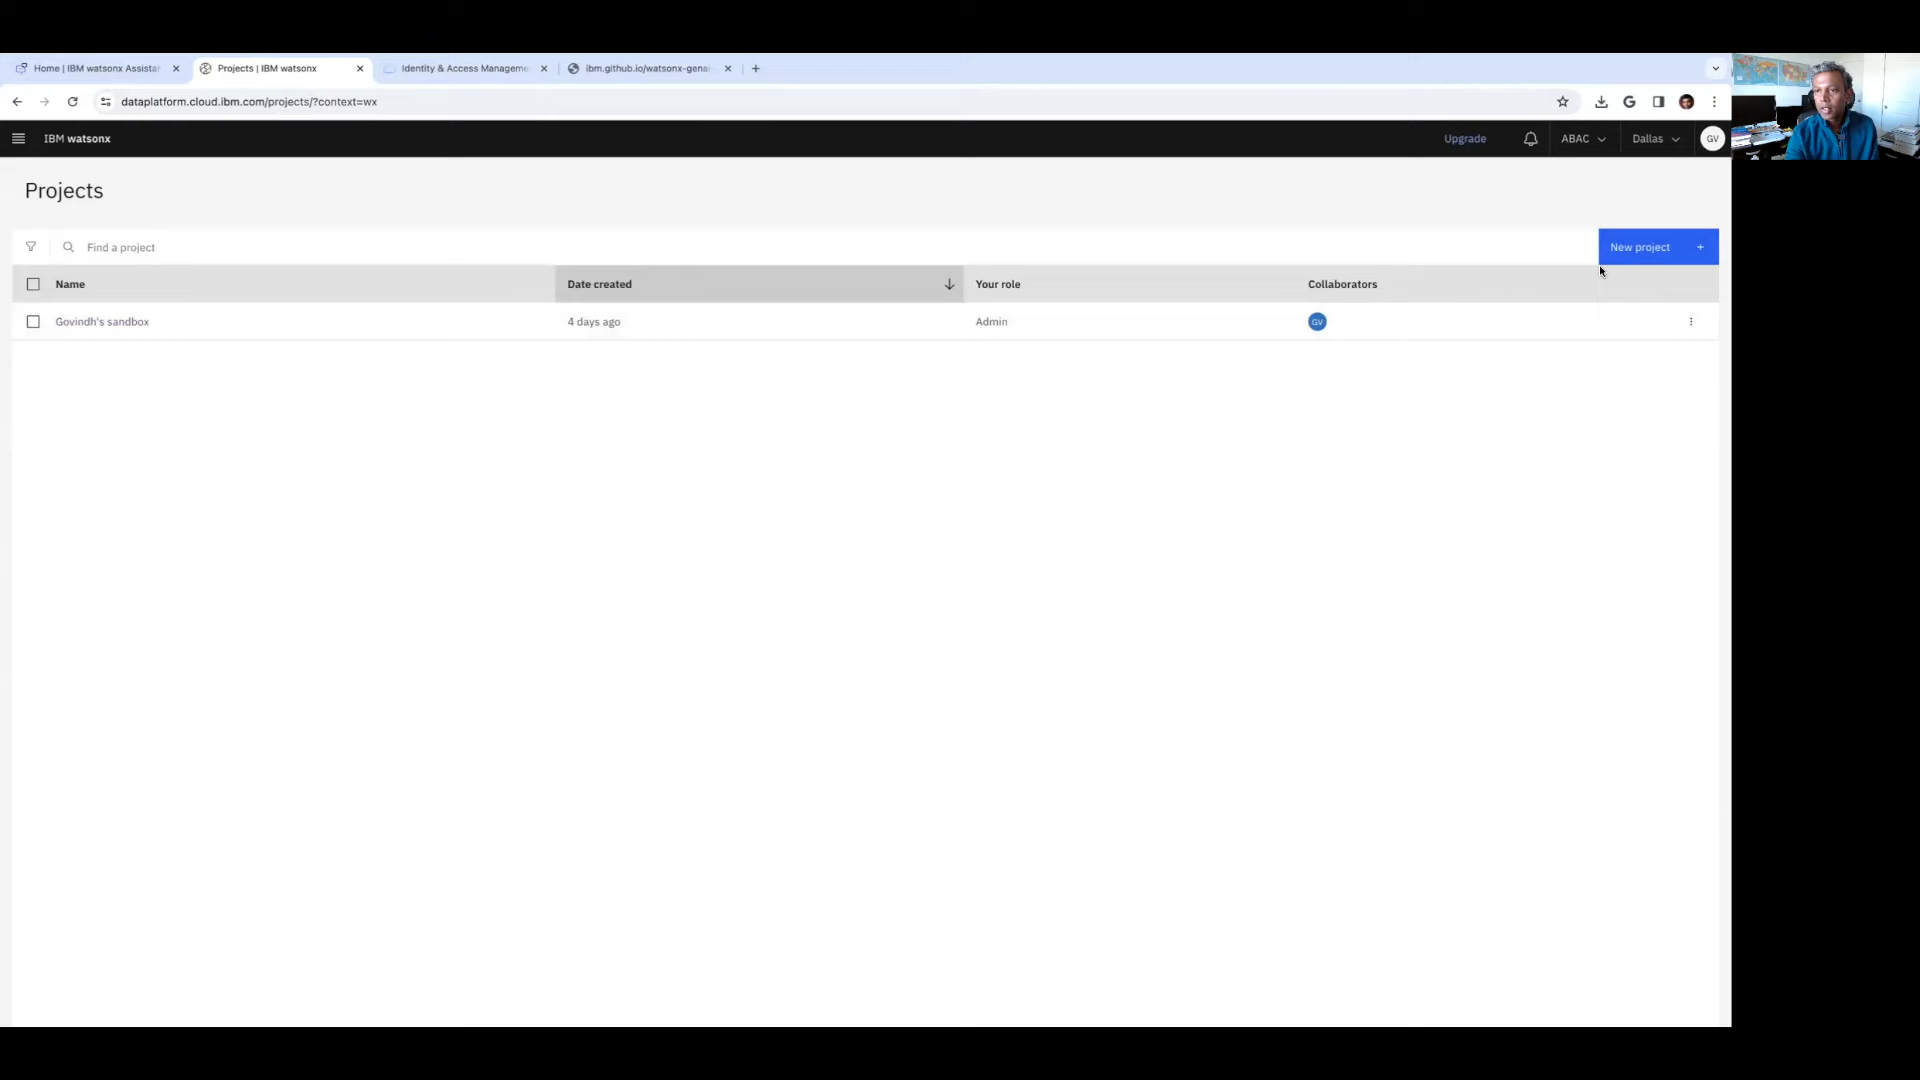 Home | IBM watsonx Assista
Projects | IBM watsonx
Identity & Access Manageme
ibm.github.io/watsonx-gena
dataplatform.cloud.ibm.com/projects/?context=wx
IBM watsonx
Upgrade
ABAC
Dallas
GV
Projects
Find a project
New project +
Name
Date created
Your role
Collaborators
Govindh's sandbox
4 days ago
Admin
GV